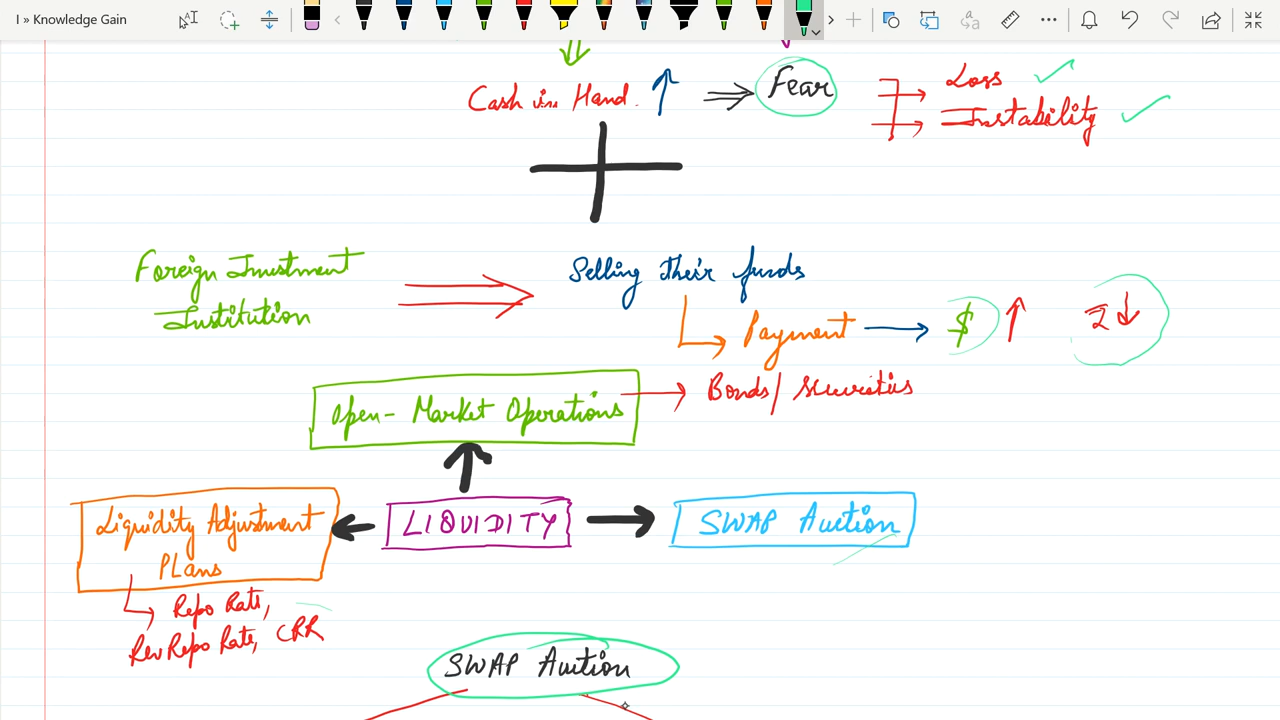 I » Knowledge Gain
Cash in Hand. ↑ ⇒ Fear
Loss ✓
Instability ✓
Foreign Investment
Institution
Selling their funds
Payment → $ ↑ ₹ ↓
Open-Market Operations → Bonds/securities
Liquidity Adjustment
PLans
LIQUIDITY
SWAP Auction
Repo Rate,
Rev Repo Rate, CRR
SWAP Auction